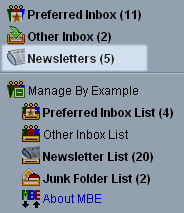 Preferred Inbox (11)
Other Inbox (2)
Newsletters (5)
Manage By Example
Preferred Inbox List (4)
Other Inbox List
Newsletter List (20)
Junk Folder List (2)
About MBE